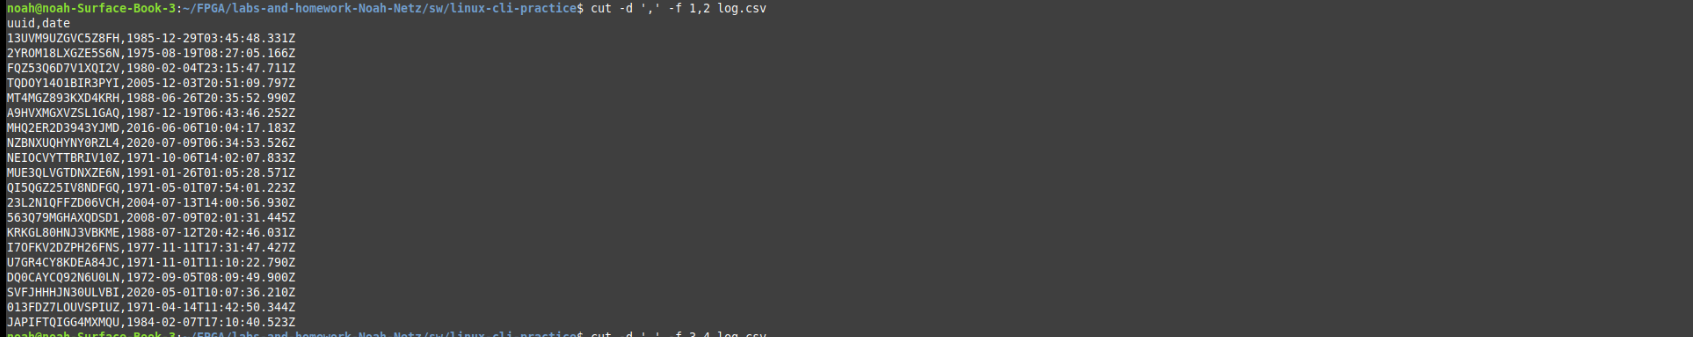 noah@noah-Surface-Book-3:~/FPGA/labs-and-homework-Noah-Netz/sw/linux-cli-practice$ cut -d ',' -f 1,2 log.csv
uuid,date
13UVM9UZGVC5Z8FH,1985-12-29T03:45:48.331Z
2YROM18LXGZE5S6N,1975-08-19T08:27:05.166Z
FQZ53Q6D7V1XQI2V,1980-02-04T23:15:47.711Z
TQDOY14O1BIR3PYI,2005-12-03T20:51:09.797Z
MT4MGZ893KXD4KRH,1988-06-26T20:35:52.990Z
A9HVXMGXVZSL1GAQ,1987-12-19T06:43:46.252Z
MHQ2ER2D3943YJMD,2016-06-06T10:04:17.183Z
NZBNXUQHYNY0RZL4,2020-07-09T06:34:53.526Z
NEIOCVYTTBRIV10Z,1971-10-06T14:02:07.833Z
MUE3QLVGTDNXZE6N,1991-01-26T01:05:28.571Z
QI5QGZ25IV8NDFGQ,1971-05-01T07:54:01.223Z
23L2N1QFFZD06VCH,2004-07-13T14:00:56.930Z
563Q79MGHAXQDSD1,2008-07-09T02:01:31.445Z
KRKGL80HNJ3VBKME,1988-07-12T20:42:46.031Z
I7OFKV2DZPH26FNS,1977-11-11T17:31:47.427Z
U7GR4CY8KDEA84JC,1971-11-01T11:10:22.790Z
DQ0CAYCQ92N6U0LN,1972-09-05T08:09:49.900Z
SVFJHHHJN30ULVBI,2020-05-01T10:07:36.210Z
013FDZ7LOUVSPIUZ,1971-04-14T11:42:50.344Z
JAPIFTQIGG4MXMQU,1984-02-07T17:10:40.523Z
noah@noah-Surface-Book-3:~/FPGA/labs-and-homework-Noah-Netz/sw/linux-cli-practice$ cut -d ',' -f 3,4 log.csv